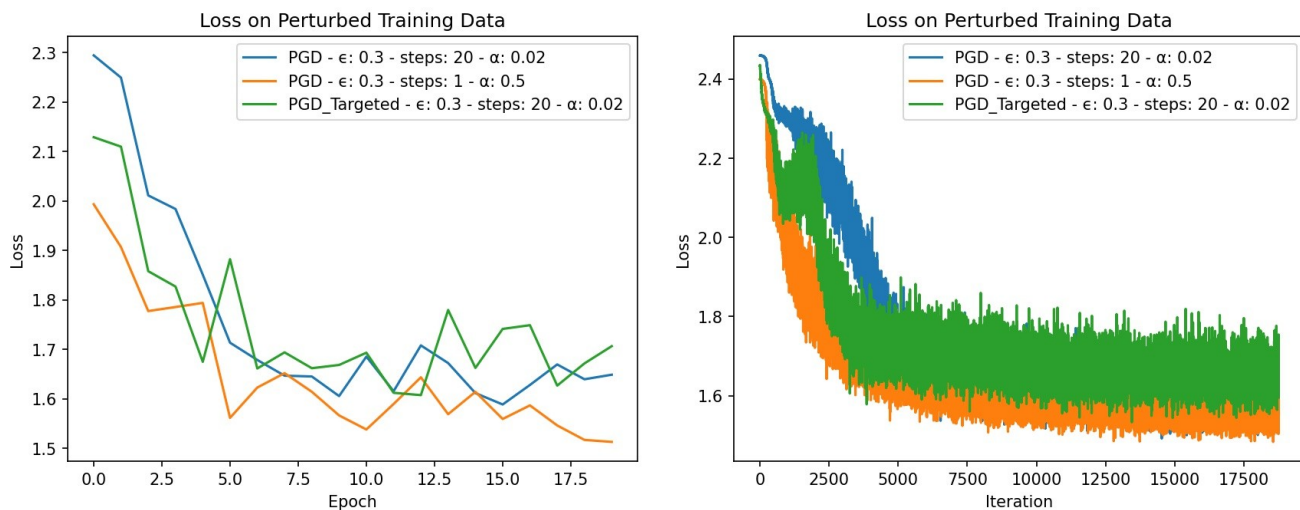 Loss on Perturbed Training Data
2.3
2.2
2.1
2.0
1.9
1.8
1.7
1.6
1.5
Loss
PGD - ϵ: 0.3 - steps: 20 - α: 0.02
PGD - ϵ: 0.3 - steps: 1 - α: 0.5
PGD_Targeted - ϵ: 0.3 - steps: 20 - α: 0.02
0.0 2.5 5.0 7.5 10.0 12.5 15.0 17.5
Epoch
Loss on Perturbed Training Data
2.4
2.2
2.0
1.8
1.6
Loss
PGD - ϵ: 0.3 - steps: 20 - α: 0.02
PGD - ϵ: 0.3 - steps: 1 - α: 0.5
PGD_Targeted - ϵ: 0.3 - steps: 20 - α: 0.02
0 2500 5000 7500 10000 12500 15000 17500
Iteration